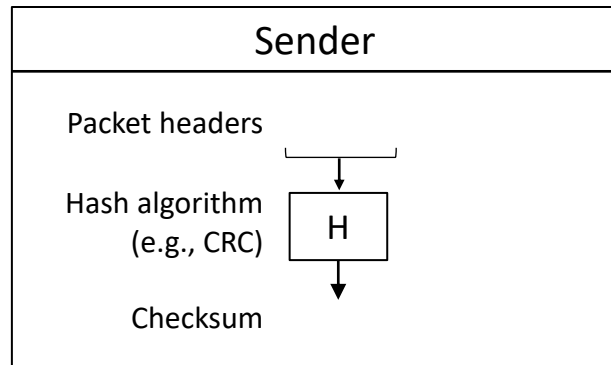 Sender
Packet headers
Hash algorithm
(e.g., CRC)
H
Checksum